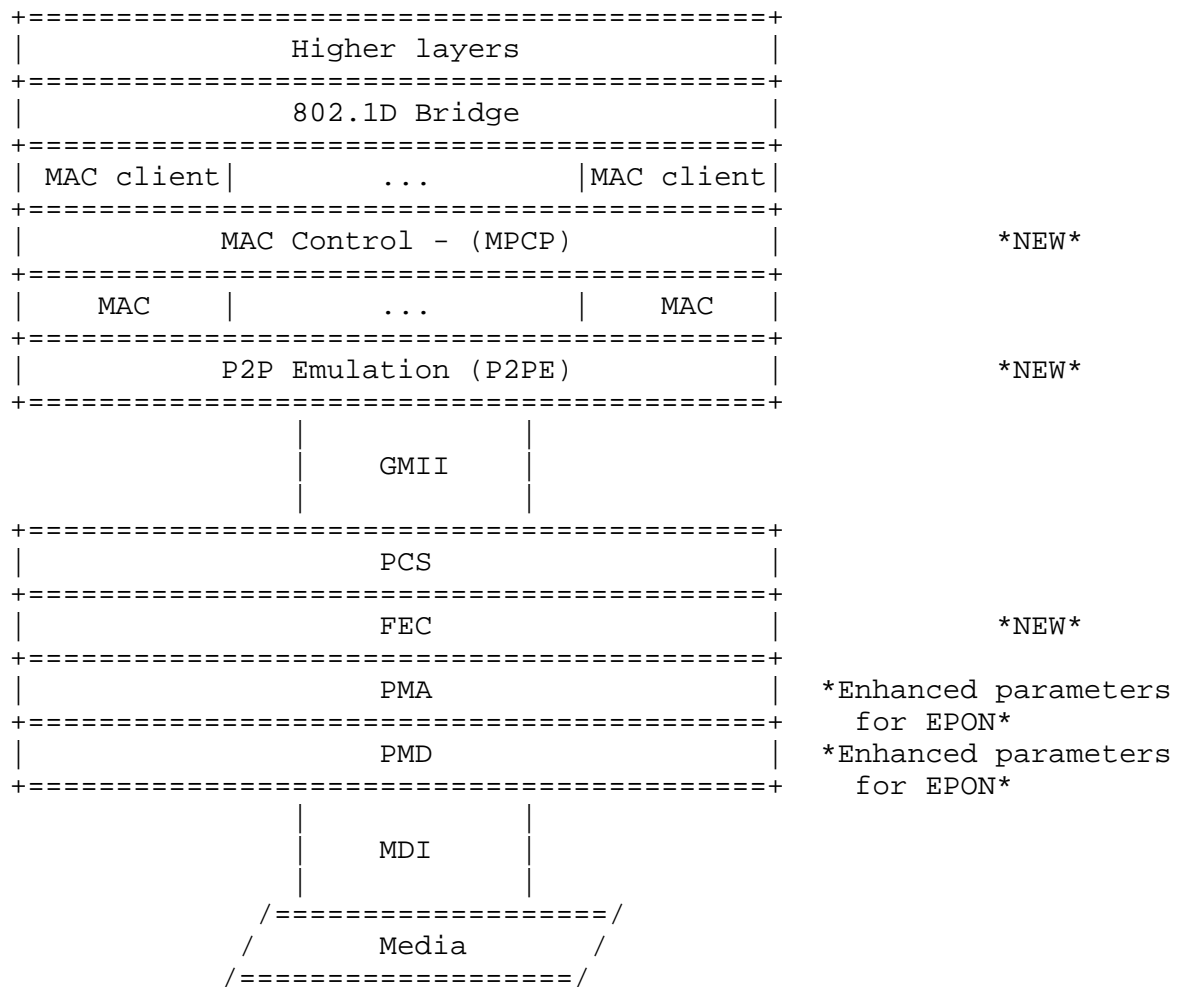 Higher layers
802.1D Bridge
MAC client ... MAC client
MAC Control - (MPCP) *NEW*
MAC ... MAC
P2P Emulation (P2PE) *NEW*
GMII
PCS
FEC *NEW*
PMA *Enhanced parameters
for EPON*
PMD *Enhanced parameters
for EPON*
MDI
Media